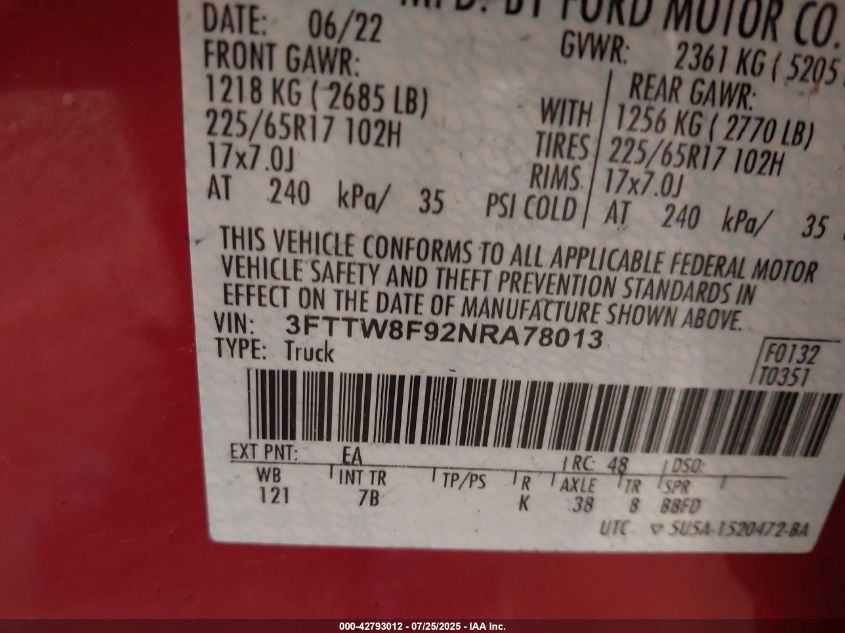 MFD. BY FORD MOTOR CO.
DATE: 06/22 GVWR: 2361 KG ( 5205
FRONT GAWR: REAR GAWR:
1218 KG ( 2685 LB) WITH 1256 KG ( 2770 LB)
225/65R17 102H TIRES 225/65R17 102H
17x7.0J RIMS 17x7.0J
AT 240 kPa/ 35 PSI COLD AT 240 kPa/ 35
THIS VEHICLE CONFORMS TO ALL APPLICABLE FEDERAL MOTOR
VEHICLE SAFETY AND THEFT PREVENTION STANDARDS IN
EFFECT ON THE DATE OF MANUFACTURE SHOWN ABOVE.
VIN: 3FTTW8F92NRA78013
TYPE: Truck F0132
T0351
EXT PNT: EA RC: 48 DSO:
WB INT TR TP/PS R AXLE TR SPR
121 7B K 38 8 BBFD
UTC ▽ SU5A-1520472-BA
000-42793012 - 07/25/2025 - IAA Inc.